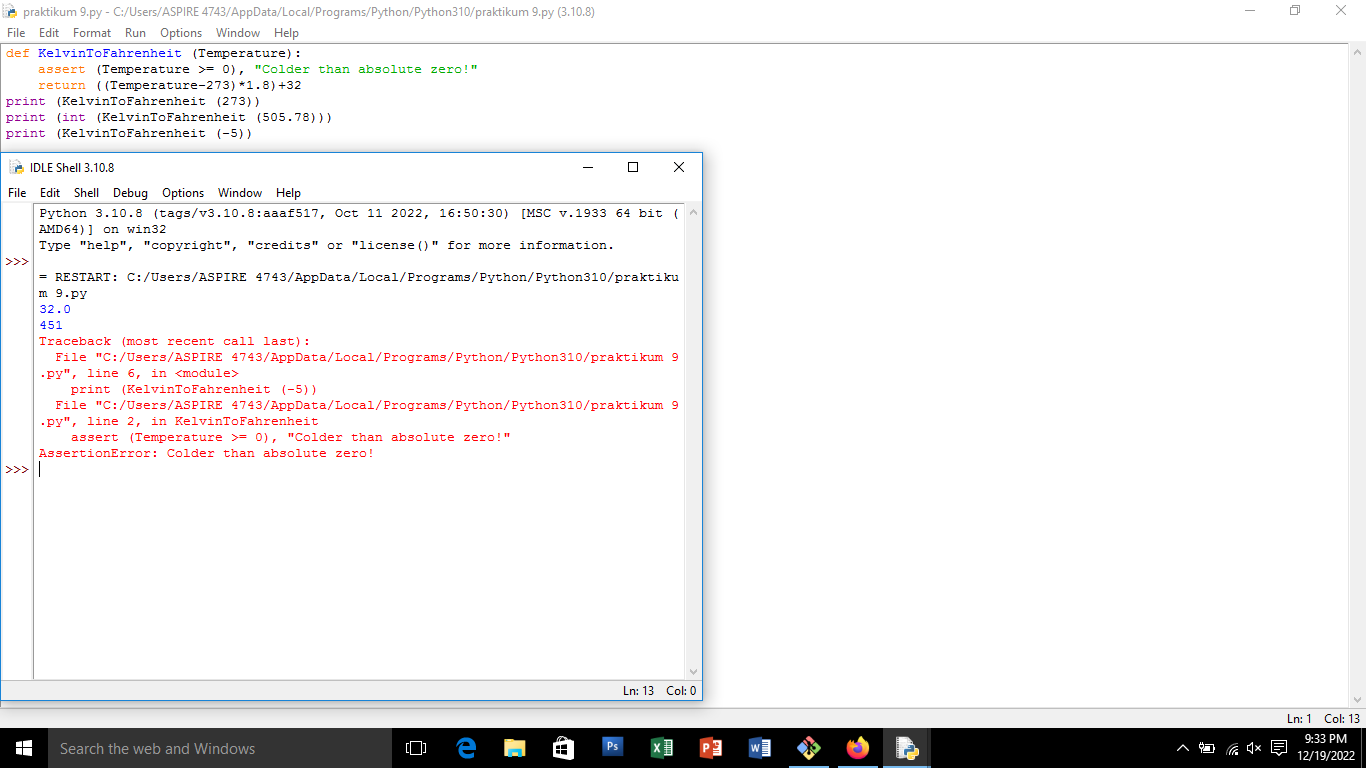 praktikum 9.py - C:/Users/ASPIRE 4743/AppData/Local/Programs/Python/Python310/praktikum 9.py (3.10.8)
File Edit Format Run Options Window Help
def KelvinToFahrenheit (Temperature):
    assert (Temperature >= 0), "Colder than absolute zero!"
    return ((Temperature-273)*1.8)+32
print (KelvinToFahrenheit (273))
print (int (KelvinToFahrenheit (505.78)))
print (KelvinToFahrenheit (-5))
IDLE Shell 3.10.8
File Edit Shell Debug Options Window Help
Python 3.10.8 (tags/v3.10.8:aaaf517, Oct 11 2022, 16:50:30) [MSC v.1933 64 bit (
AMD64)] on win32
Type "help", "copyright", "credits" or "license()" for more information.
>>>
= RESTART: C:/Users/ASPIRE 4743/AppData/Local/Programs/Python/Python310/praktiku
m 9.py
32.0
451
Traceback (most recent call last):
  File "C:/Users/ASPIRE 4743/AppData/Local/Programs/Python/Python310/praktikum 9
.py", line 6, in <module>
    print (KelvinToFahrenheit (-5))
  File "C:/Users/ASPIRE 4743/AppData/Local/Programs/Python/Python310/praktikum 9
.py", line 2, in KelvinToFahrenheit
    assert (Temperature >= 0), "Colder than absolute zero!"
AssertionError: Colder than absolute zero!
>>>
Ln: 13 Col: 0
Ln: 1 Col: 13
Search the web and Windows
Ps
9:33 PM
12/19/2022